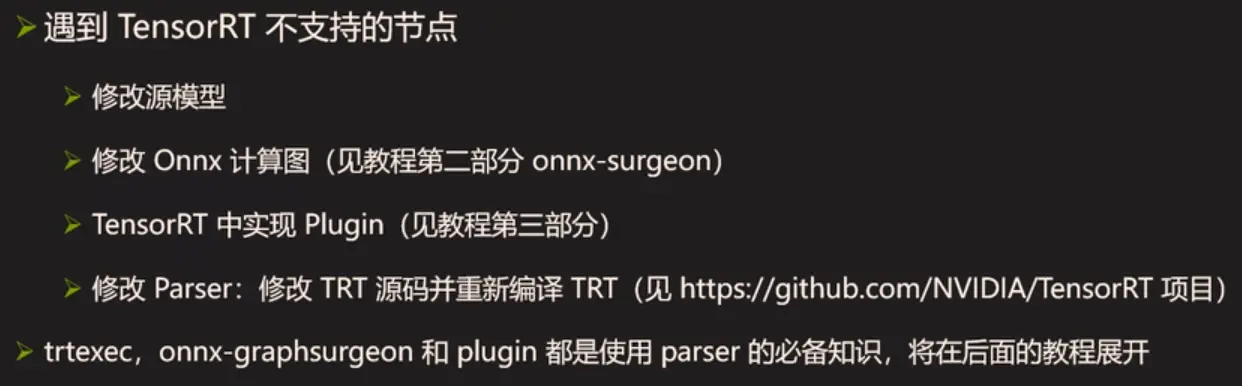 遇到 TensorRT 不支持的节点
修改源模型
修改 Onnx 计算图（见教程第二部分 onnx-surgeon）
TensorRT 中实现 Plugin（见教程第三部分）
修改 Parser：修改 TRT 源码并重新编译 TRT（见 https://github.com/NVIDIA/TensorRT 项目）
trtexec，onnx-graphsurgeon 和 plugin 都是使用 parser 的必备知识，将在后面的教程展开